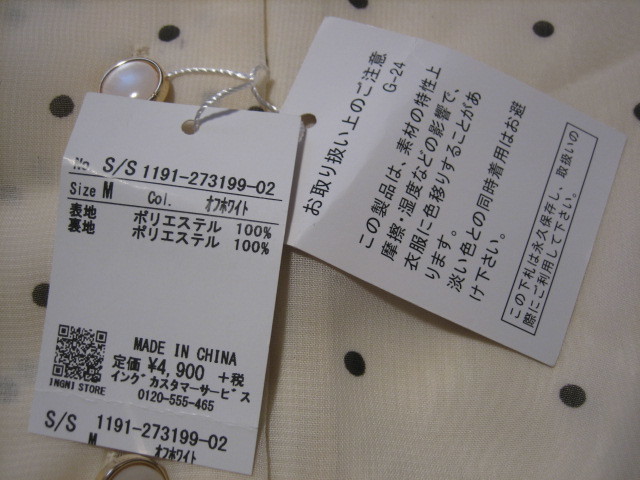 No S/S 1191-273199-02
Size M Col. オフホワイト
表地 ポリエステル 100%
裏地 ポリエステル 100%
MADE IN CHINA
定価 ¥4,900 +税
イングカスタマーサービス
0120-555-465
INGNI STORE
S/S 1191-273199-02
M オフホワイト
お取り扱い上のご注意
G-24
この製品は、素材の特性上
摩擦・湿度などの影響で、
衣服に色移りすることがあ
ります。
淡い色との同時着用はお避
け下さい。
この下札は永久保存し、取扱いの
際にご利用して下さい。